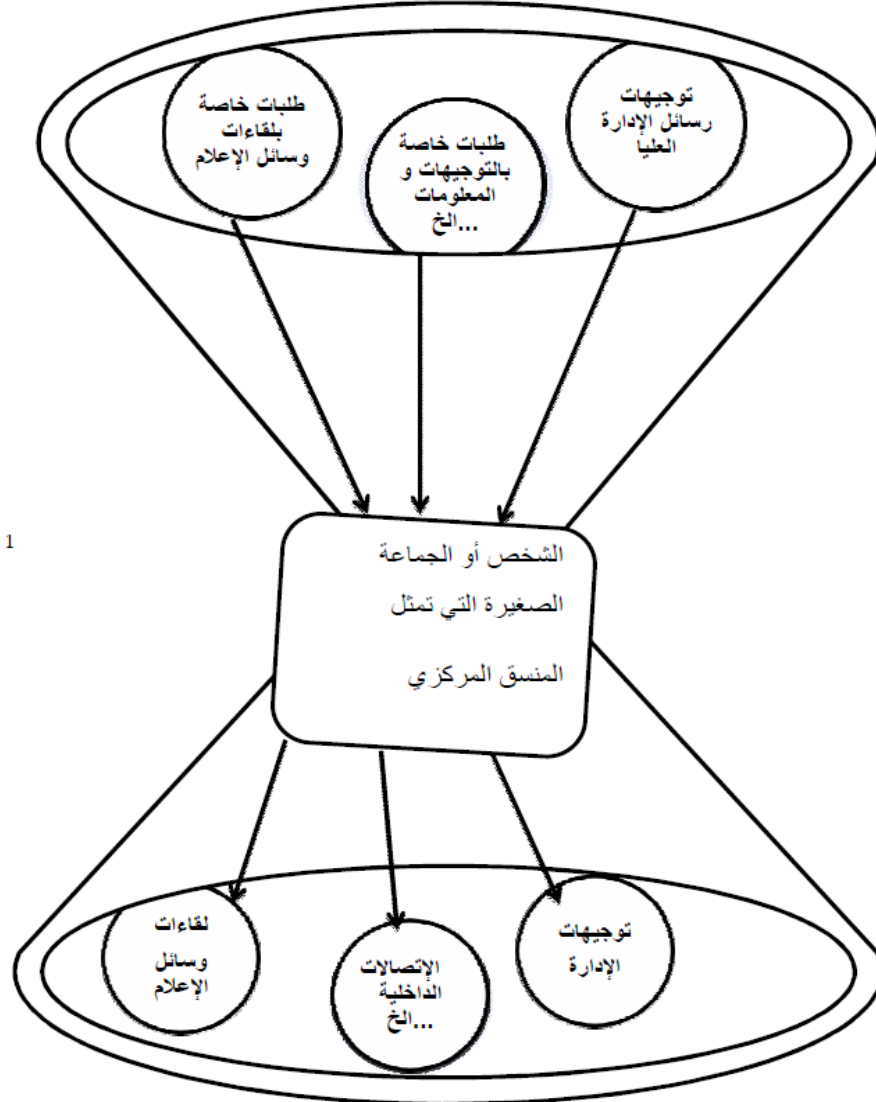 توجيهات
رسائل الإدارة
العليا
طلبات خاصة
بالتوجيهات و
المعلومات
...الخ
طلبات خاصة
بلقاءات
وسائل الإعلام
1
الشخص أو الجماعة
الصغيرة التي تمثل
المنسق المركزي
توجيهات
الإدارة
الإتصالات
الداخلية
...الخ
لقاءات
وسائل
الإعلام